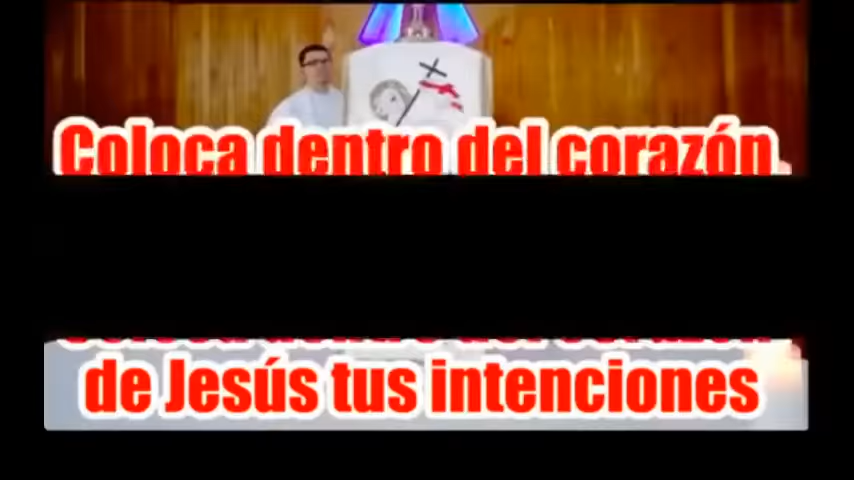 Coloca dentro del corazón
de Jesús tus intenciones